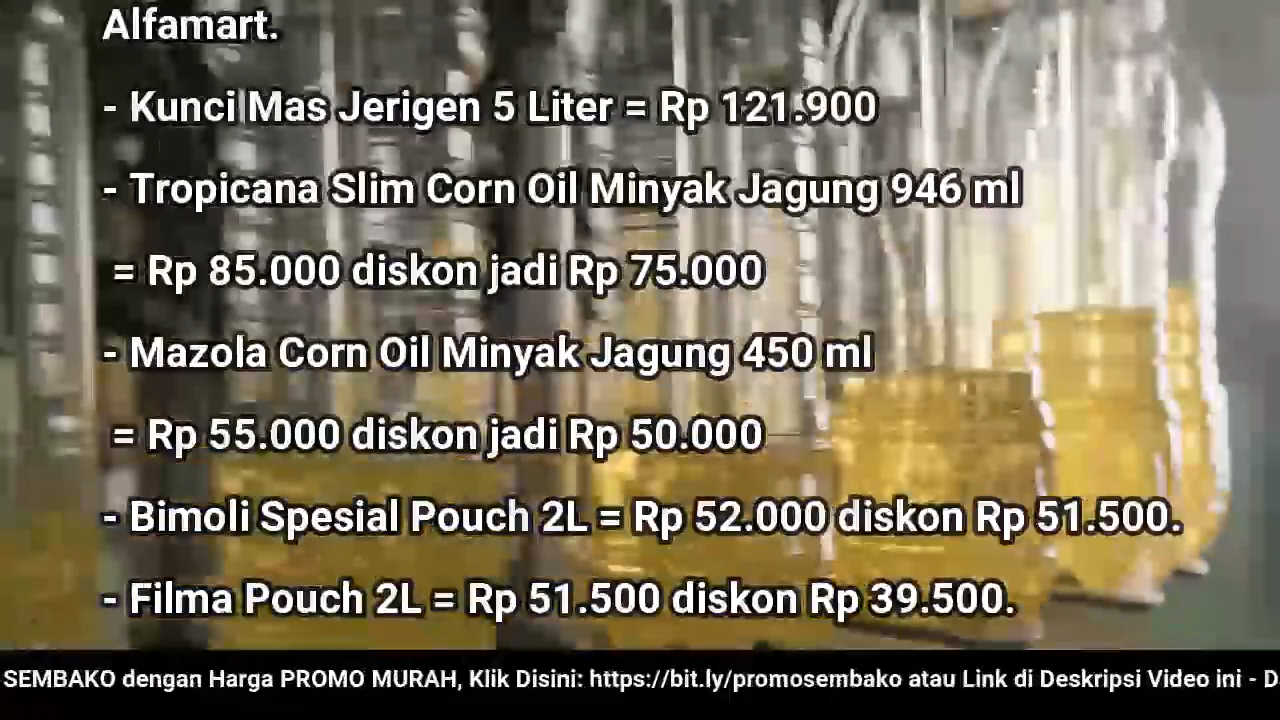 Alfamart.
- Kunci Mas Jerigen 5 Liter = Rp 121.900
- Tropicana Slim Corn Oil Minyak Jagung 946 ml
= Rp 85.000 diskon jadi Rp 75.000
- Mazola Corn Oil Minyak Jagung 450 ml
= Rp 55.000 diskon jadi Rp 50.000
- Bimoli Spesial Pouch 2L = Rp 52.000 diskon Rp 51.500.
- Filma Pouch 2L = Rp 51.500 diskon Rp 39.500.
SEMBAKO dengan Harga PROMO MURAH, Klik Disini: https://bit.ly/promosembako atau Link di Deskripsi Video ini -